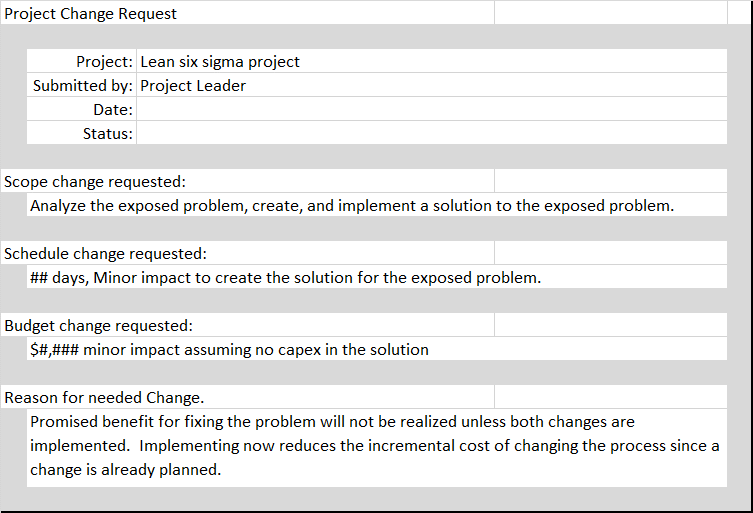 Project Change Request
Project: Lean six sigma project
Submitted by: Project Leader
Date:
Status:
Scope change requested:
Analyze the exposed problem, create, and implement a solution to the exposed problem.
Schedule change requested:
## days, Minor impact to create the solution for the exposed problem.
Budget change requested:
$#,### minor impact assuming no capex in the solution
Reason for needed Change.
Promised benefit for fixing the problem will not be realized unless both changes are
implemented.  Implementing now reduces the incremental cost of changing the process since a
change is already planned.